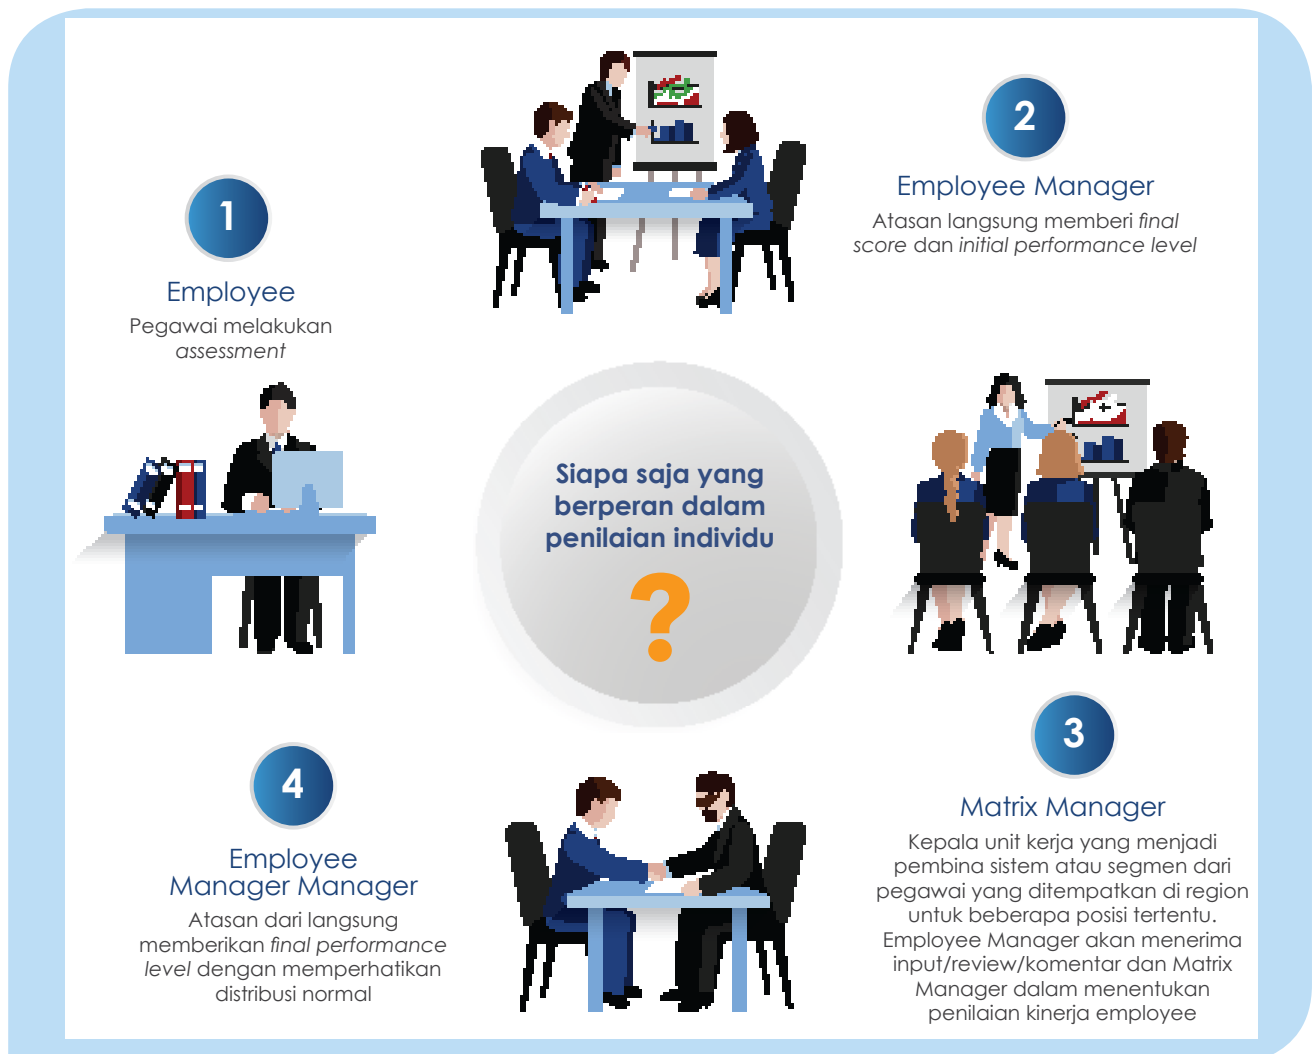 1
Employee
Pegawai melakukan
assessment
2
Employee Manager
Atasan langsung memberi final
score dan initial performance level
Siapa saja yang
berperan dalam
penilaian individu
?
3
Matrix Manager
Kepala unit kerja yang menjadi
pembina sistem atau segmen dari
pegawai yang ditempatkan di region
untuk beberapa posisi tertentu.
Employee Manager akan menerima
input/review/komentar dan Matrix
Manager dalam menentukan
penilaian kinerja employee
4
Employee
Manager Manager
Atasan dari langsung
memberikan final performance
level dengan memperhatikan
distribusi normal